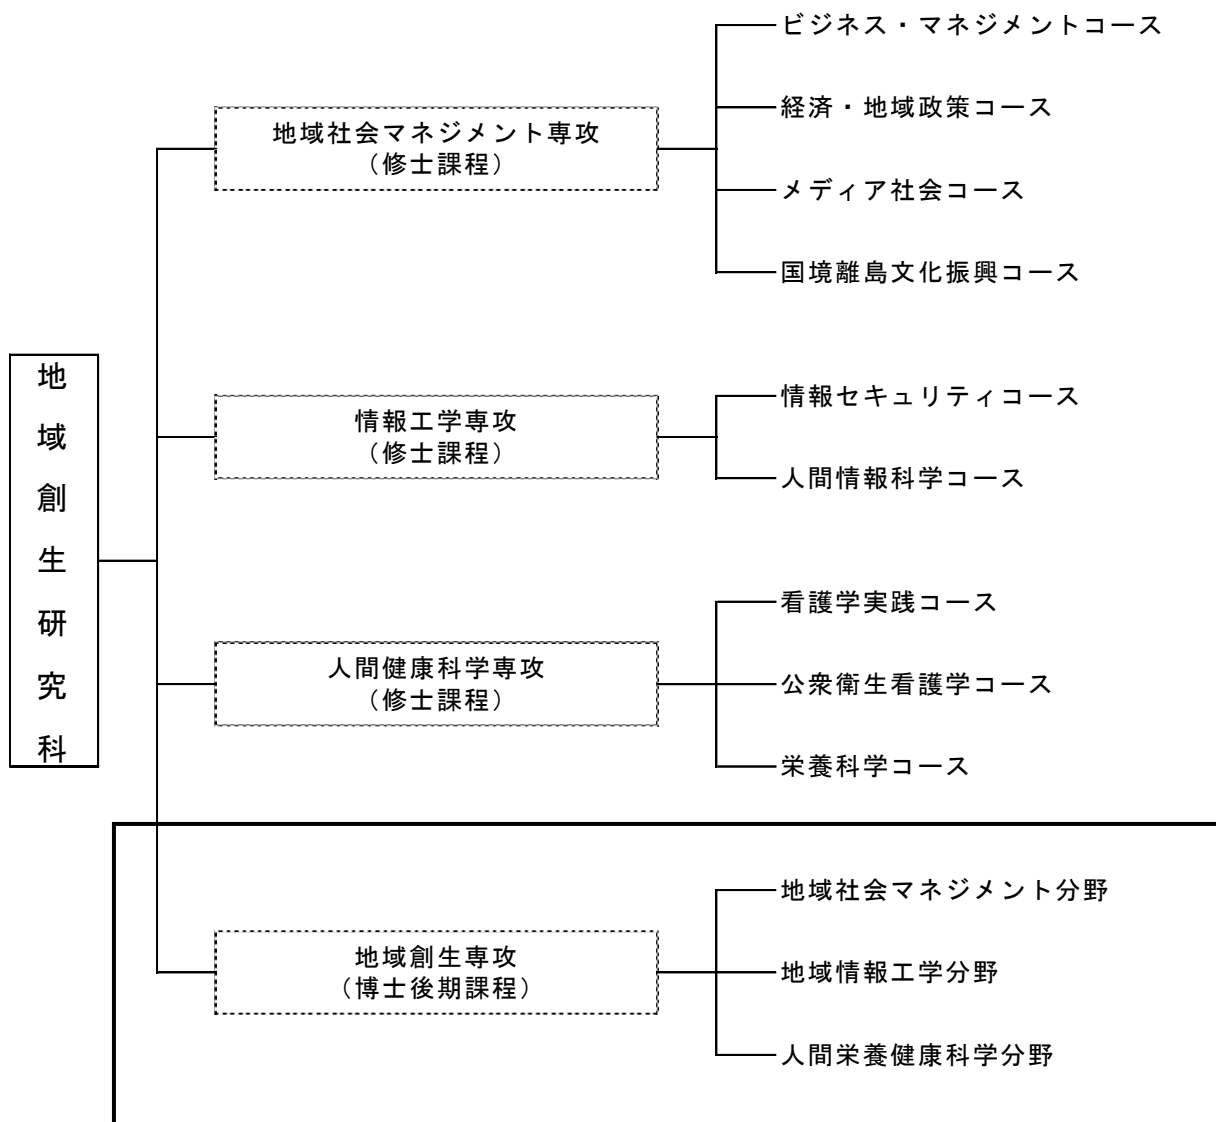 地域創生研究科
地域社会マネジメント専攻
（修士課程）
ビジネス・マネジメントコース
経済・地域政策コース
メディア社会コース
国境離島文化振興コース
情報工学専攻
（修士課程）
情報セキュリティコース
人間情報科学コース
人間健康科学専攻
（修士課程）
看護学実践コース
公衆衛生看護学コース
栄養科学コース
地域創生専攻
（博士後期課程）
地域社会マネジメント分野
地域情報工学分野
人間栄養健康科学分野